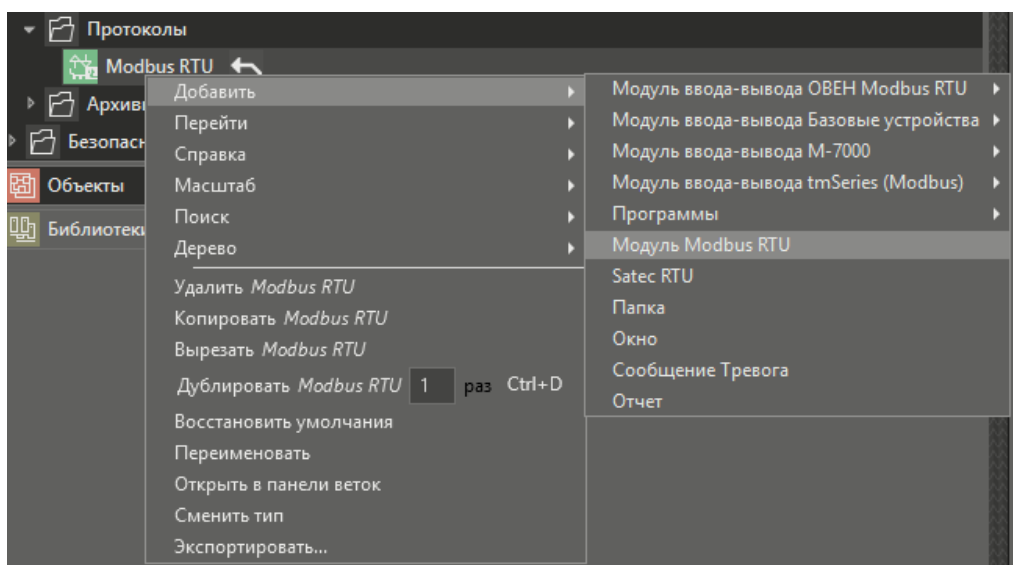 Протоколы
Modbus RTU
Архив
Безопасн
Объекты
Библиотеки
Добавить
Перейти
Справка
Масштаб
Поиск
Дерево
Удалить Modbus RTU
Копировать Modbus RTU
Вырезать Modbus RTU
Дублировать Modbus RTU 1 раз Ctrl+D
Восстановить умолчания
Переименовать
Открыть в панели веток
Сменить тип
Экспортировать...
Модуль ввода-вывода ОВЕН Modbus RTU
Модуль ввода-вывода Базовые устройства
Модуль ввода-вывода M-7000
Модуль ввода-вывода tmSeries (Modbus)
Программы
Модуль Modbus RTU
Satec RTU
Папка
Окно
Сообщение Тревога
Отчет